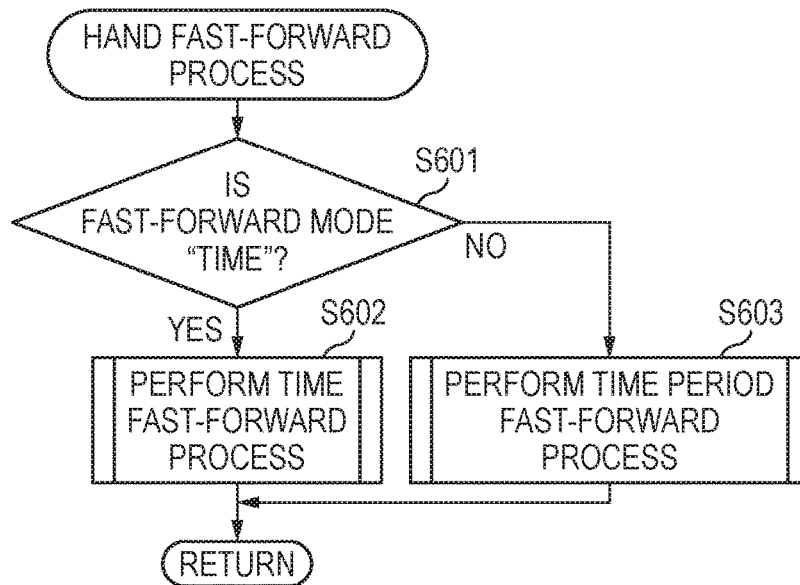 HAND FAST-FORWARD
PROCESS
S601
IS
FAST-FORWARD MODE
“TIME”?
NO
YES
S602
S603
PERFORM TIME
FAST-FORWARD
PROCESS
PERFORM TIME PERIOD
FAST-FORWARD
PROCESS
RETURN